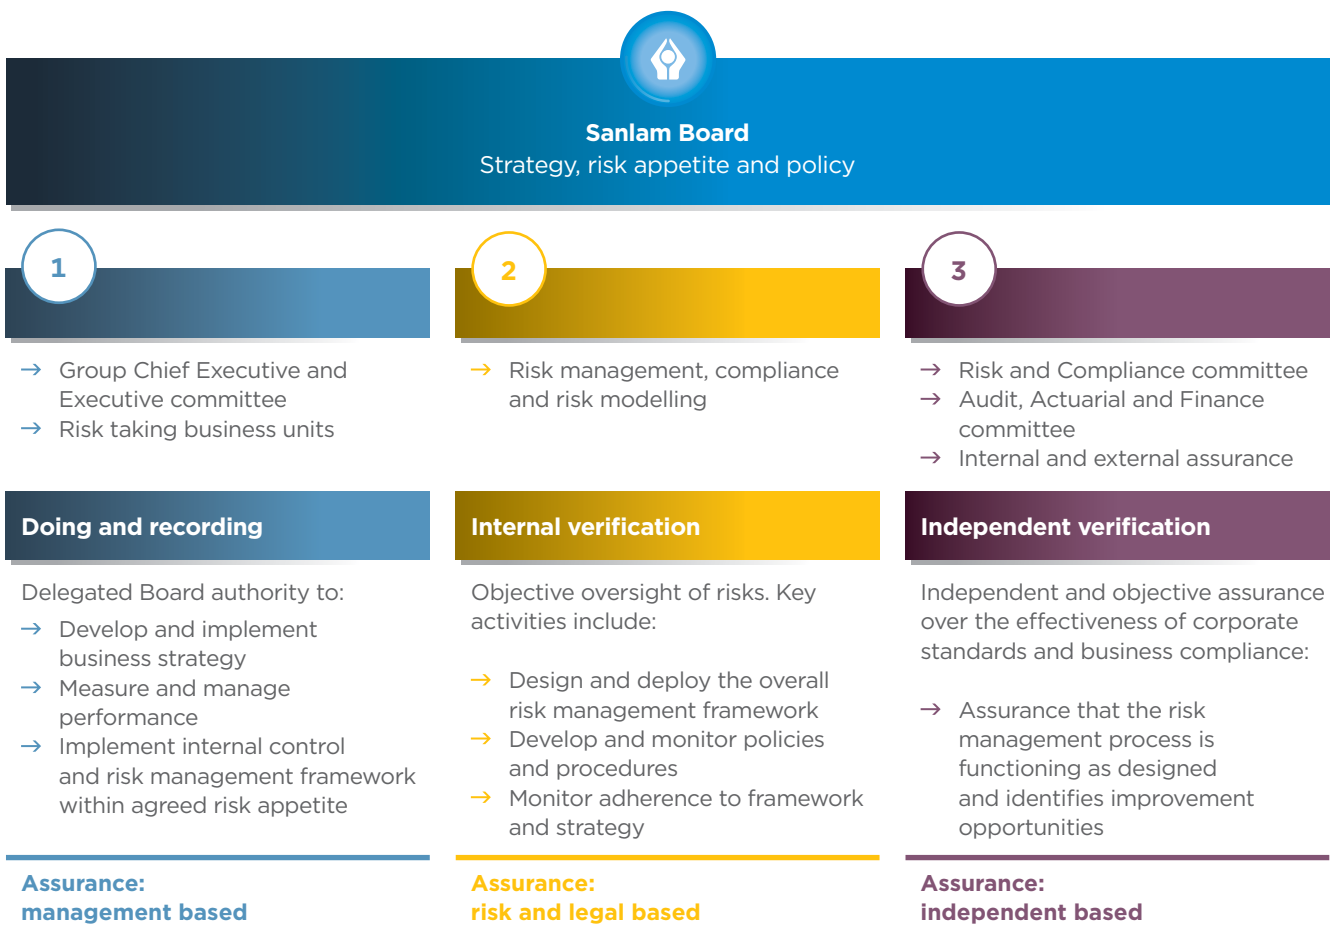 Sanlam Board
Strategy, risk appetite and policy
1
→ Group Chief Executive and
Executive committee
→ Risk taking business units
Doing and recording
Delegated Board authority to:
→ Develop and implement
business strategy
→ Measure and manage
performance
→ Implement internal control
and risk management framework
within agreed risk appetite
Assurance:
management based
2
→ Risk management, compliance
and risk modelling
Internal verification
Objective oversight of risks. Key
activities include:
→ Design and deploy the overall
risk management framework
→ Develop and monitor policies
and procedures
→ Monitor adherence to framework
and strategy
Assurance:
risk and legal based
3
→ Risk and Compliance committee
→ Audit, Actuarial and Finance
committee
→ Internal and external assurance
Independent verification
Independent and objective assurance
over the effectiveness of corporate
standards and business compliance:
→ Assurance that the risk
management process is
functioning as designed
and identifies improvement
opportunities
Assurance:
independent based